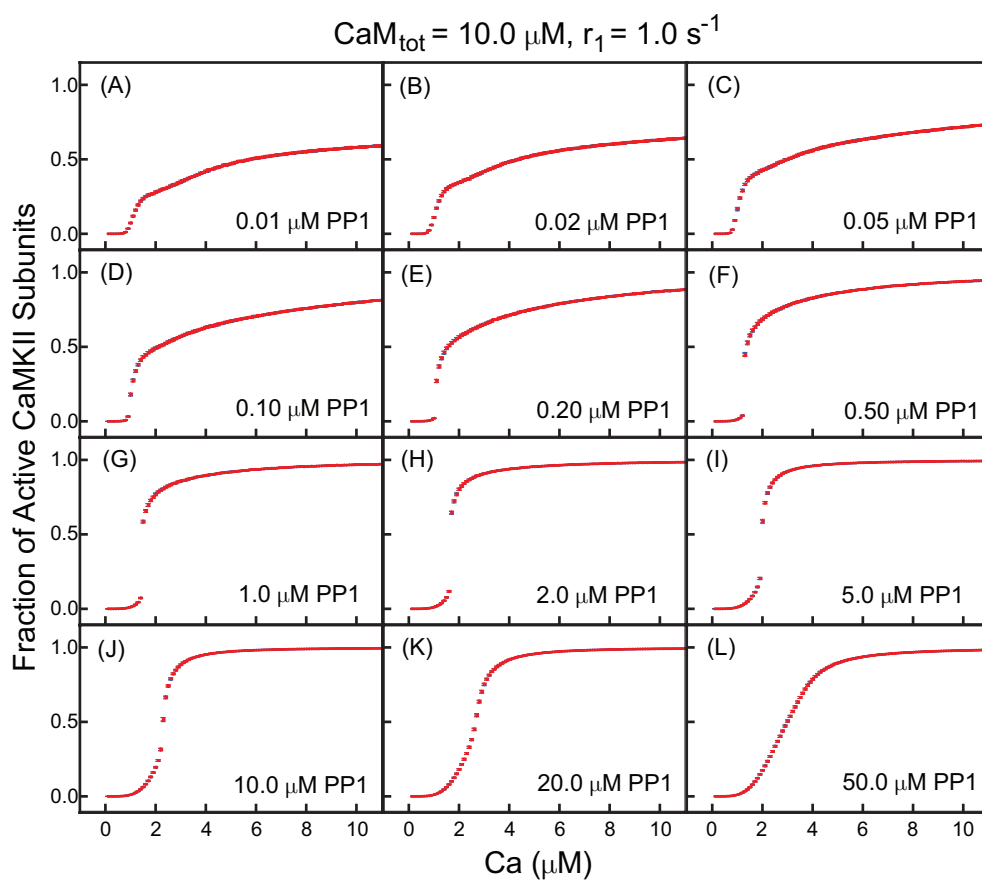 CaMtot = 10.0 μM, r1 = 1.0 s-1
Fraction of Active CaMKII Subunits
1.0
0.5
0.0
(A)
0.01 μM PP1
(B)
0.02 μM PP1
(C)
0.05 μM PP1
1.0
0.5
0.0
(D)
0.10 μM PP1
(E)
0.20 μM PP1
(F)
0.50 μM PP1
1.0
0.5
0.0
(G)
1.0 μM PP1
(H)
2.0 μM PP1
(I)
5.0 μM PP1
1.0
0.5
0.0
(J)
10.0 μM PP1
(K)
20.0 μM PP1
(L)
50.0 μM PP1
0 2 4 6 8 10
0 2 4 6 8 10
0 2 4 6 8 10
Ca (μM)